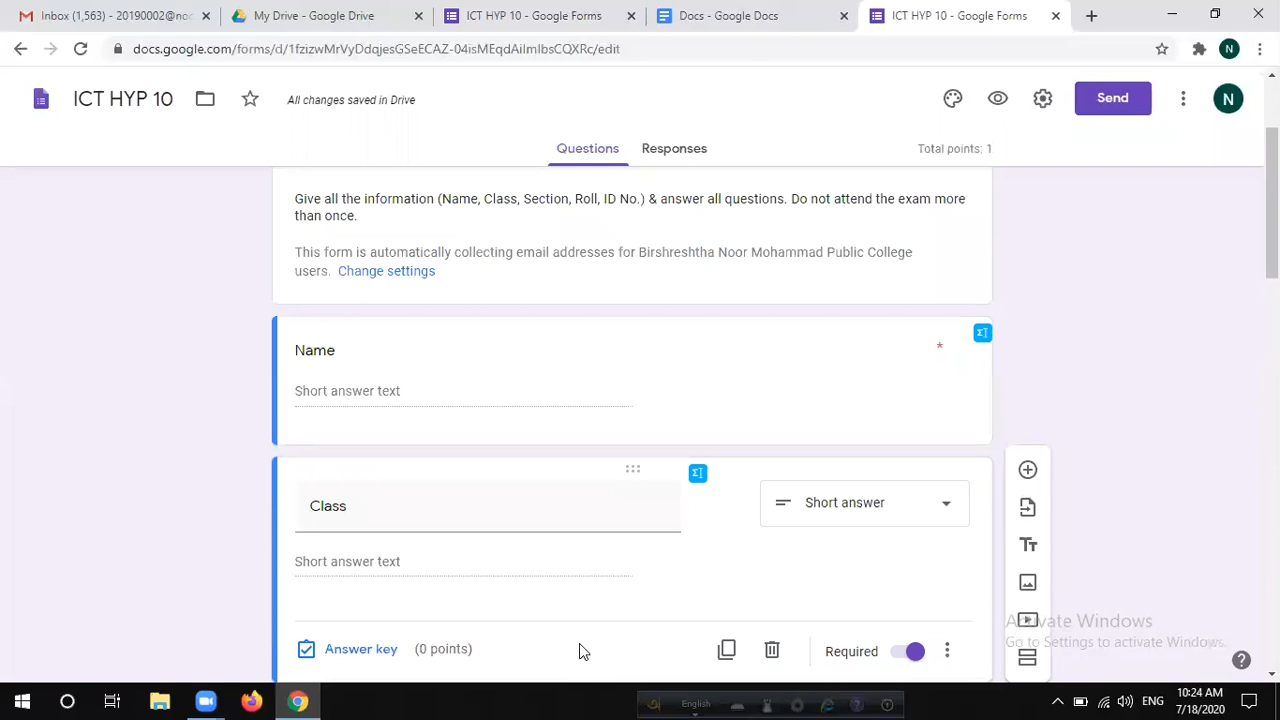 Inbox (1,563) - 20190002@no
My Drive - Google Drive
ICT HYP 10 - Google Forms
Docs - Google Docs
ICT HYP 10 - Google Forms
docs.google.com/forms/d/1fzizwMrVyDdqjesGSeECAZ-04isMEqdAilmlbsCQXRc/edit
N
ICT HYP 10
All changes saved in Drive
Send
N
Questions
Responses
Total points: 1
Give all the information (Name, Class, Section, Roll, ID No.) & answer all questions. Do not attend the exam more
than once.
This form is automatically collecting email addresses for Birshreshtha Noor Mohammad Public College
users. Change settings
Name
*
Short answer text
Class
Short answer
Short answer text
Answer key
(0 points)
Required
Activate Windows
Go to Settings to activate Windows.
English
ENG
10:24 AM
7/18/2020